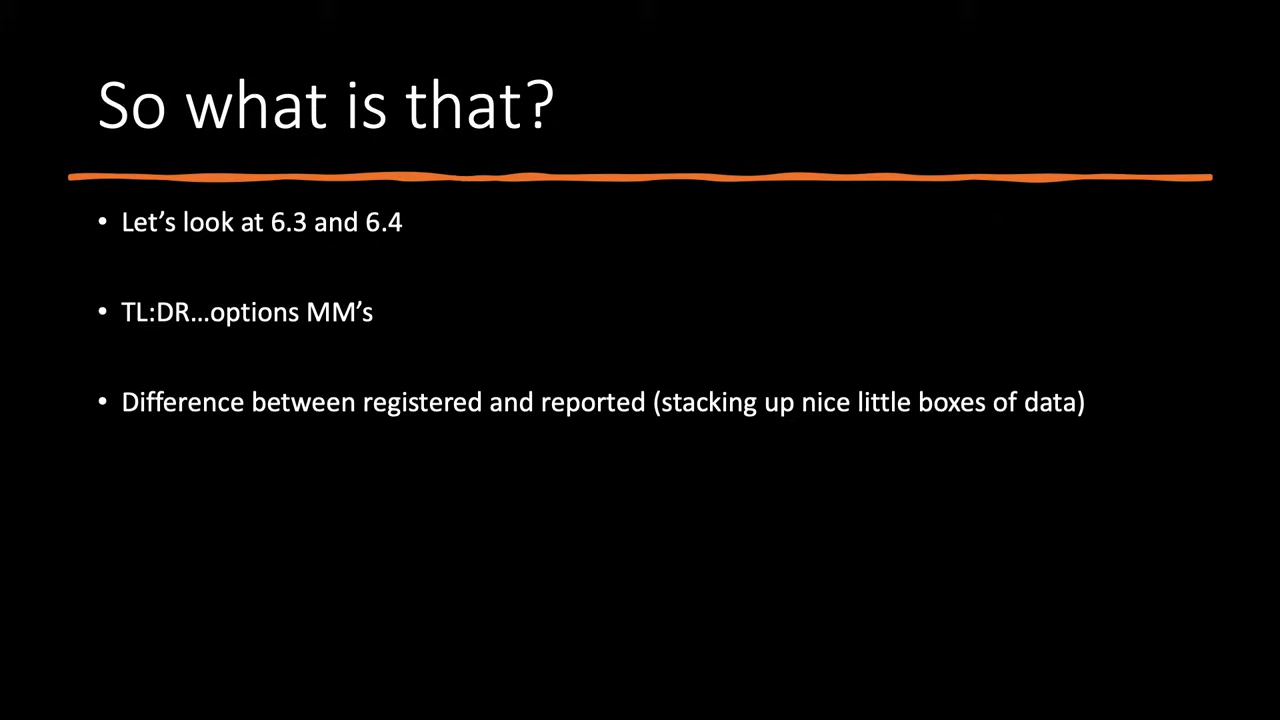 So what is that?
• Let’s look at 6.3 and 6.4
• TL:DR...options MM’s
• Difference between registered and reported (stacking up nice little boxes of data)